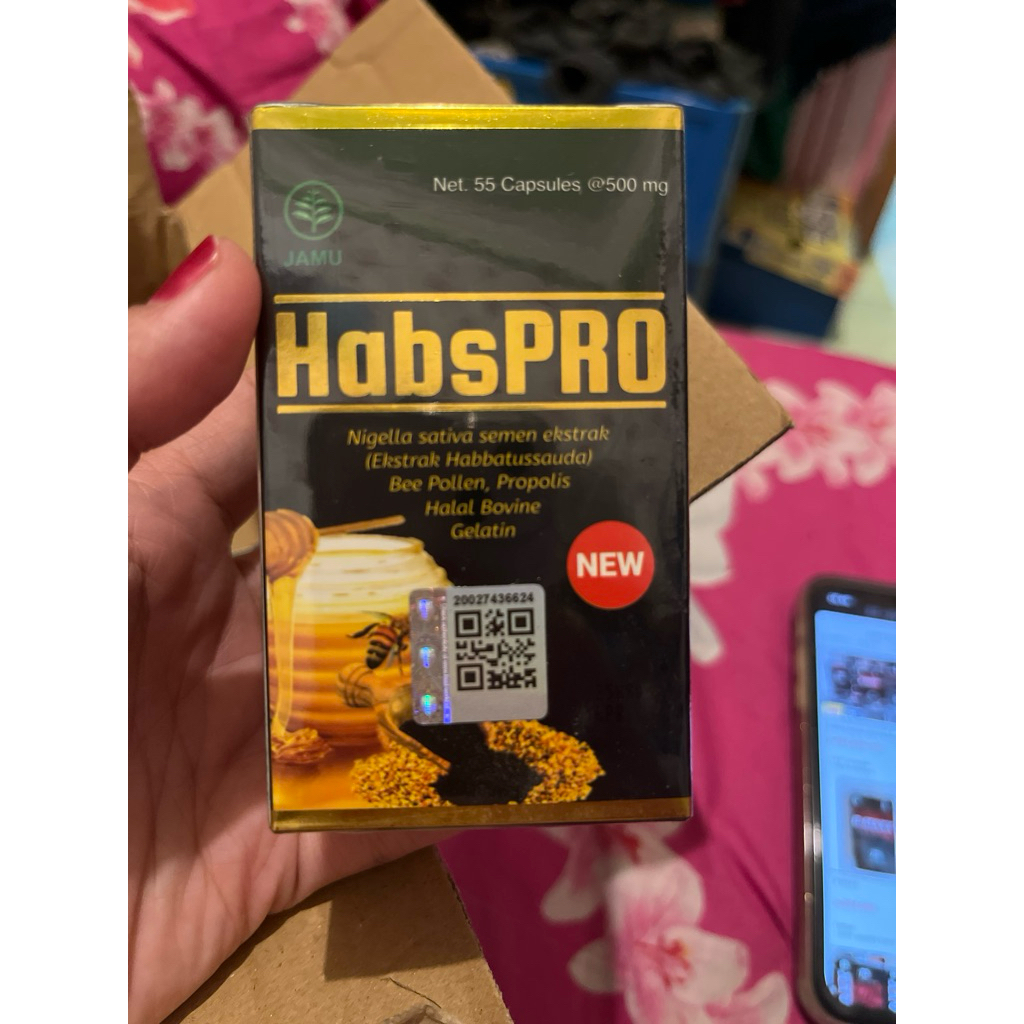 Net. 55 Capsules @500 mg
JAMU
HabsPRO
Nigella sativa semen ekstrak
(Ekstrak Habbatussauda)
Bee Pollen, Propolis
Halal Bovine
Gelatin
NEW
20027436624